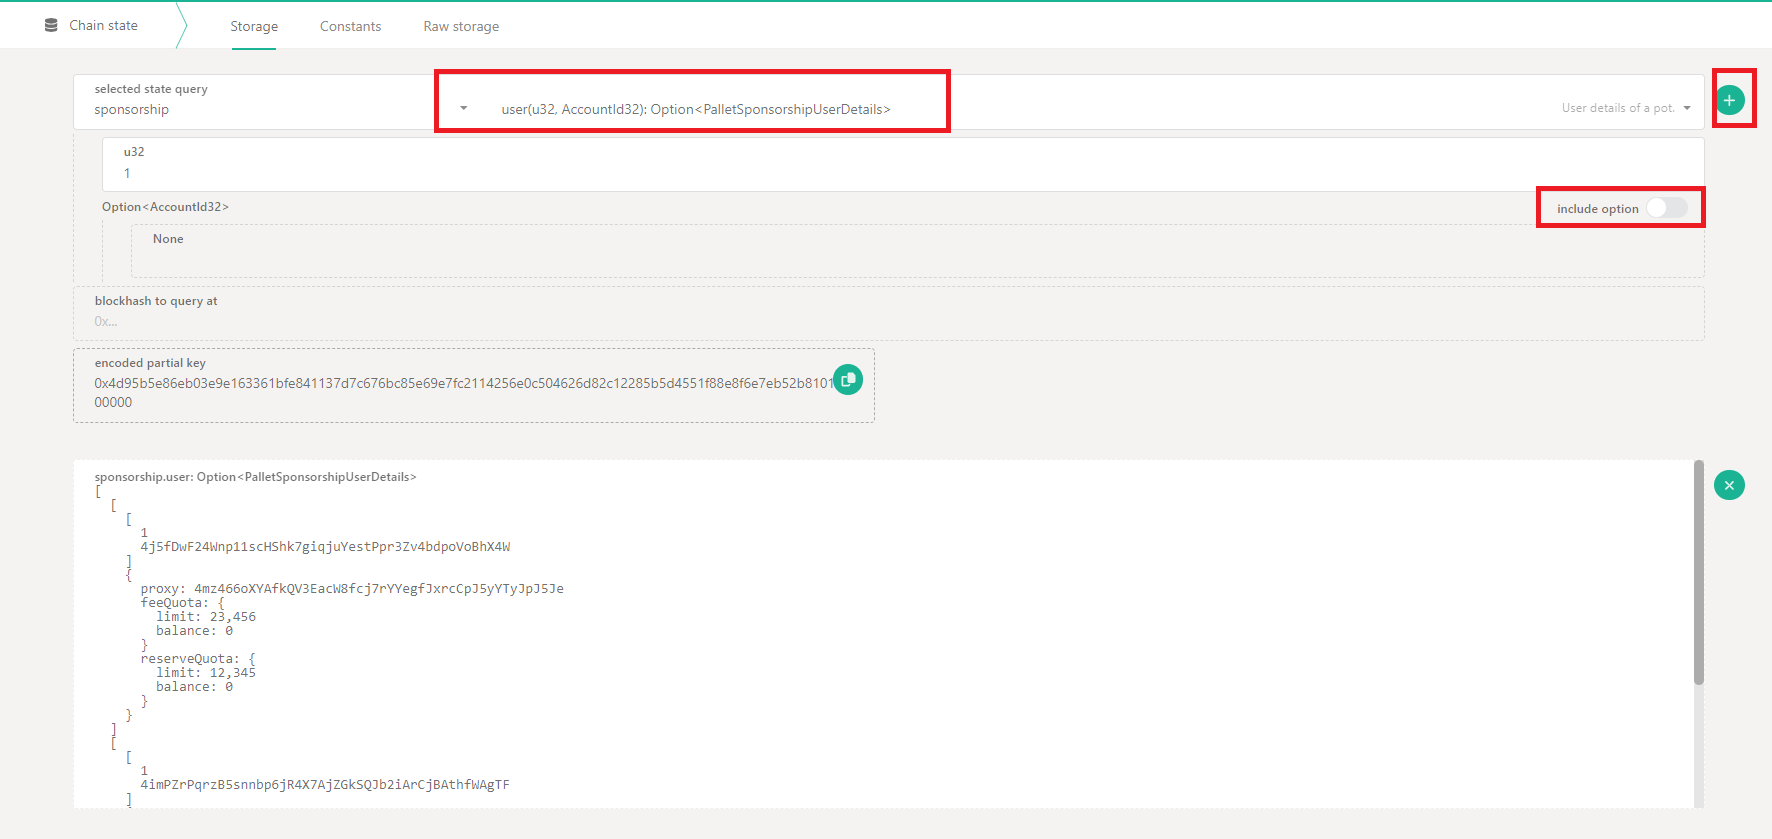 Chain state
Storage
Constants
Raw storage
selected state query
sponsorship
user(u32, AccountId32): Option<PalletSponsorshipUserDetails>
User details of a pot.
u32
1
Option<AccountId32>
include option
None
blockhash to query at
0x...
encoded partial key
0x4d95b5e86eb03e9e163361bfe841137d7c676bc85e69e7fc2114256e0c504626d82c12285b5d4551f88e8f6e7eb52b8101
00000
sponsorship.user: Option<PalletSponsorshipUserDetails>
[
[
[
1
4j5fDwF24Wnp11scHShk7giqjuYestPpr3Zv4bdpoVoBhX4W
]
{
proxy: 4mz466oXYAfkQV3EacW8fcj7rYYegfJxrcCpJ5yYTyJpJ5Je
feeQuota: {
limit: 23,456
balance: 0
}
reserveQuota: {
limit: 12,345
balance: 0
}
}
]
[
[
1
4imPZrPqrzB5snnbp6jR4X7AjZGkSQJb2iArCjBAthfWAgTF
]